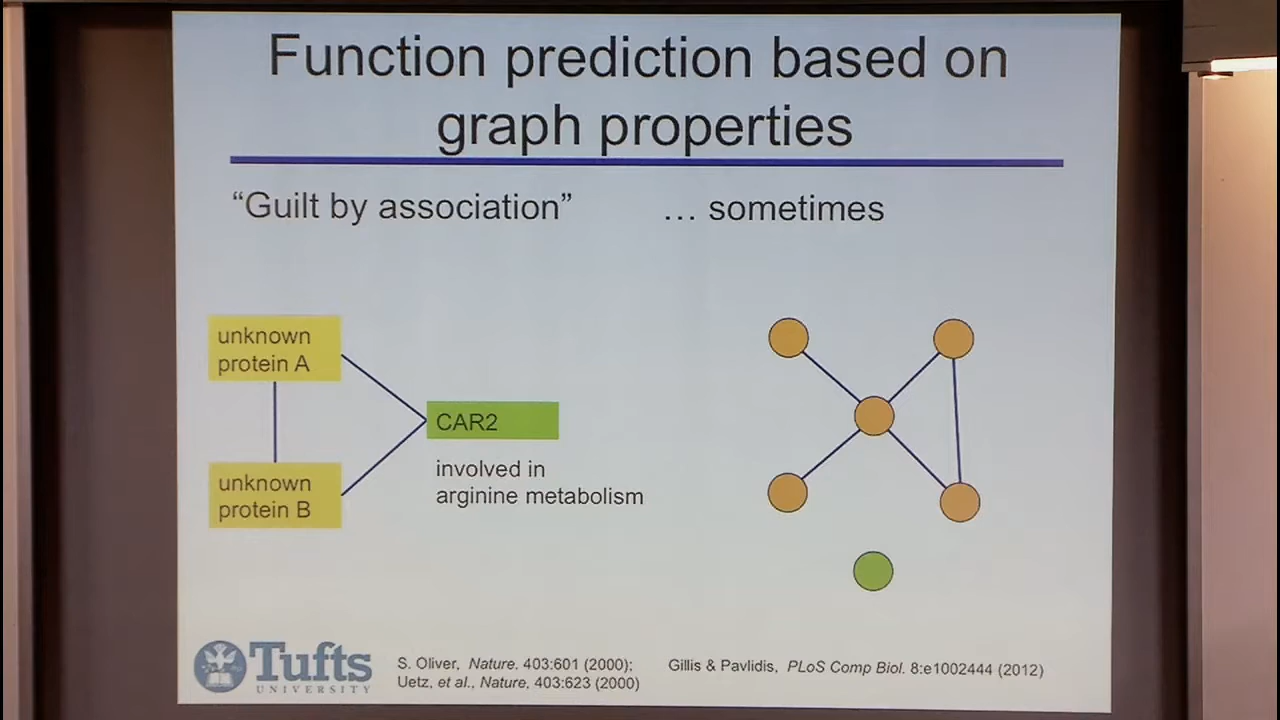 Function prediction based on
graph properties
“Guilt by association”
… sometimes
unknown
protein A
CAR2
involved in
arginine metabolism
unknown
protein B
Tufts
UNIVERSITY
S. Oliver, Nature. 403:601 (2000);
Uetz, et al., Nature, 403:623 (2000)
Gillis & Pavlidis, PLoS Comp Biol. 8:e1002444 (2012)